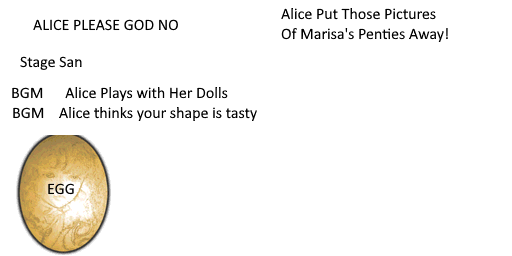 ALICE PLEASE GOD NO
Alice Put Those Pictures
Of Marisa's Penties Away!
Stage San
BGM Alice Plays with Her Dolls
BGM Alice thinks your shape is tasty
EGG